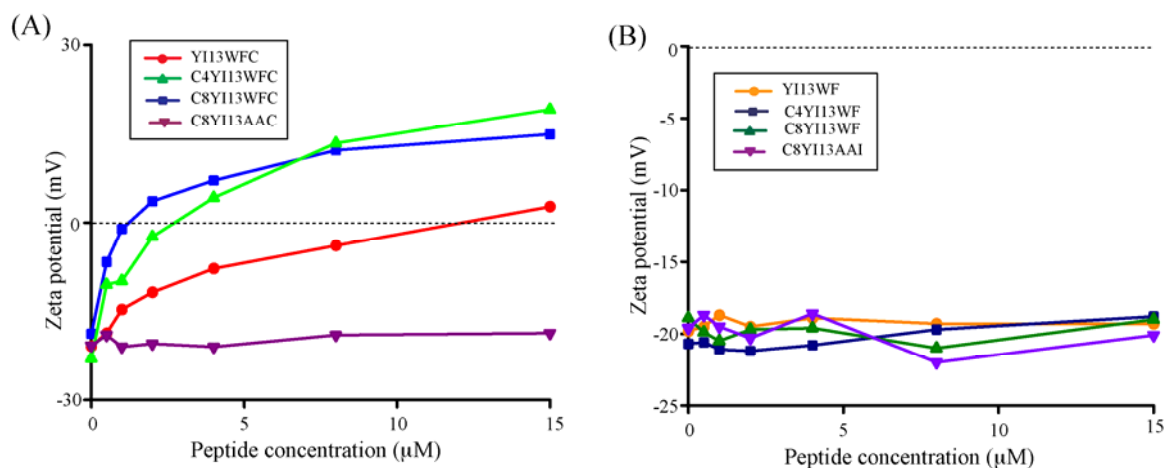 (A)
30
0
-30
Zeta potential (mV)
YI13WFC
C4YI13WFC
C8YI13WFC
C8YI13AAC
0
5
10
15
Peptide concentration (µM)
(B)
0
-5
-10
-15
-20
-25
Zeta potential (mV)
YI13WF
C4YI13WF
C8YI13WF
C8YI13AAI
0
5
10
15
Peptide concentration (µM)